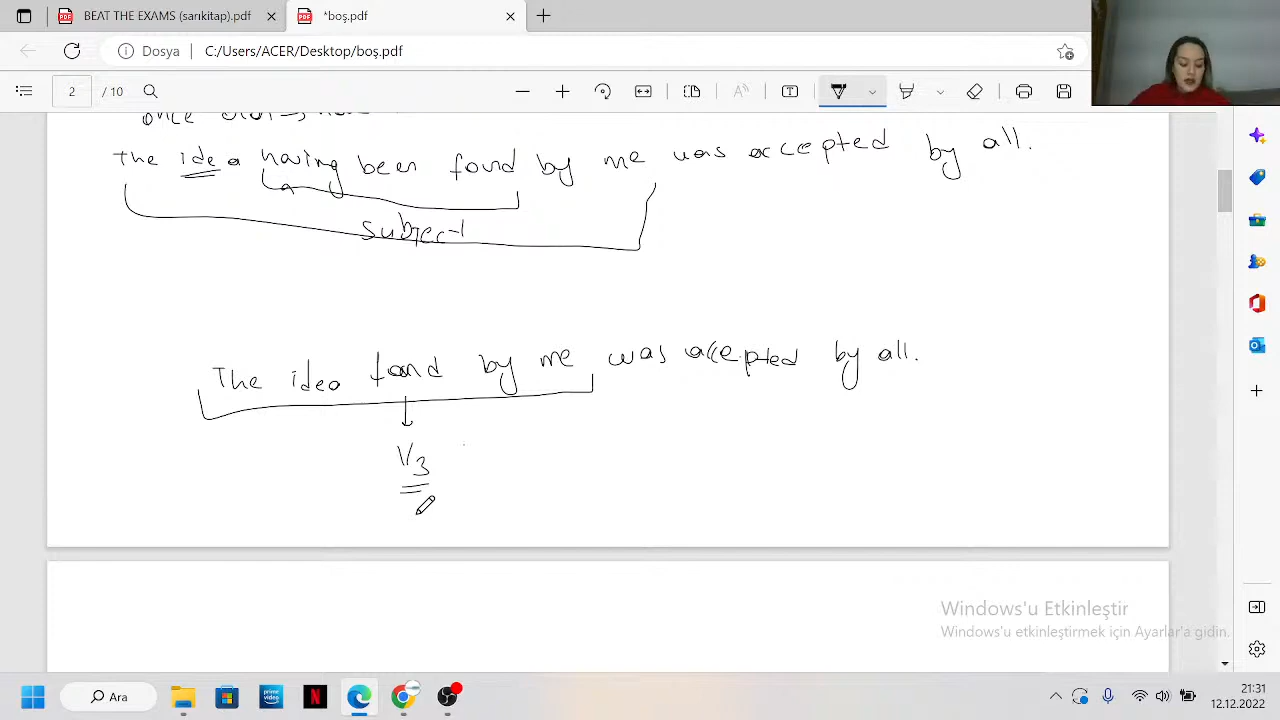 BEAT THE EXAMS (sarıkitap).pdf
*boş.pdf
Dosya C:/Users/ACER/Desktop/boş.pdf
2 / 10
The idea having been found by me was accepted by all.
subject
The idea found by me was accepted by all.
V3
Windows'u Etkinleştir
Windows'u etkinleştirmek için Ayarlar'a gidin.
Ara
prime video
N
21:31
12.12.2022